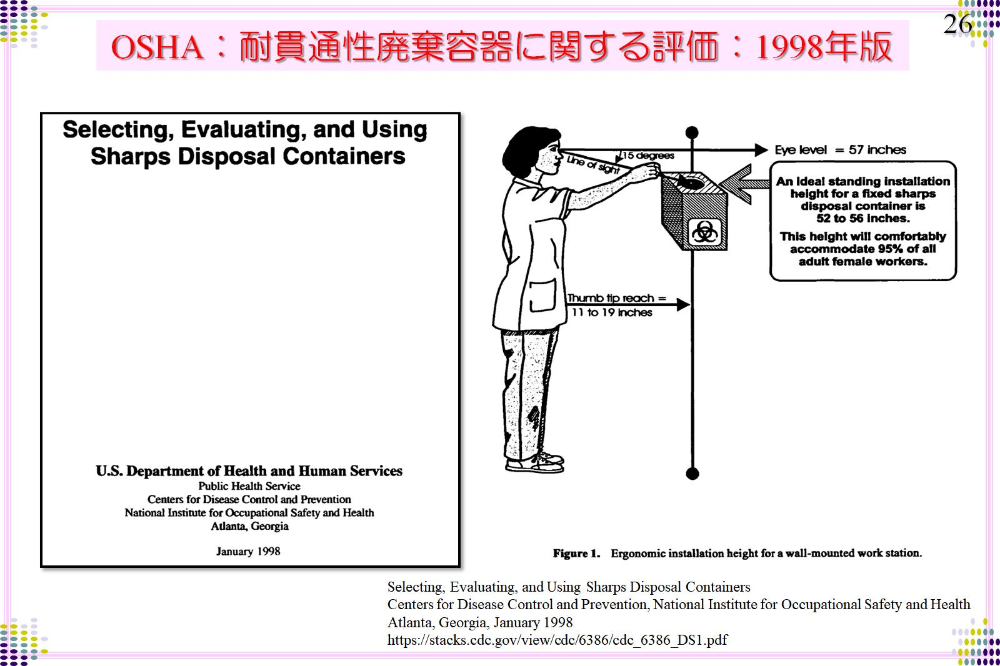 26
OSHA：耐貫通性廃棄容器に関する評価：1998年版
Selecting, Evaluating, and Using
Sharps Disposal Containers
U.S. Department of Health and Human Services
Public Health Service
Centers for Disease Control and Prevention
National Institute for Occupational Safety and Health
Atlanta, Georgia
January 1998
Eye level = 57 inches
15 degrees
Line of sight
An ideal standing installation
height for a fixed sharps
disposal container is
52 to 56 inches.
This height will comfortably
accommodate 95% of all
adult female workers.
Thumb tip reach =
11 to 19 inches
Figure 1. Ergonomic installation height for a wall-mounted work station.
Selecting, Evaluating, and Using Sharps Disposal Containers
Centers for Disease Control and Prevention, National Institute for Occupational Safety and Health
Atlanta, Georgia, January 1998
https://stacks.cdc.gov/view/cdc/6386/cdc_6386_DS1.pdf